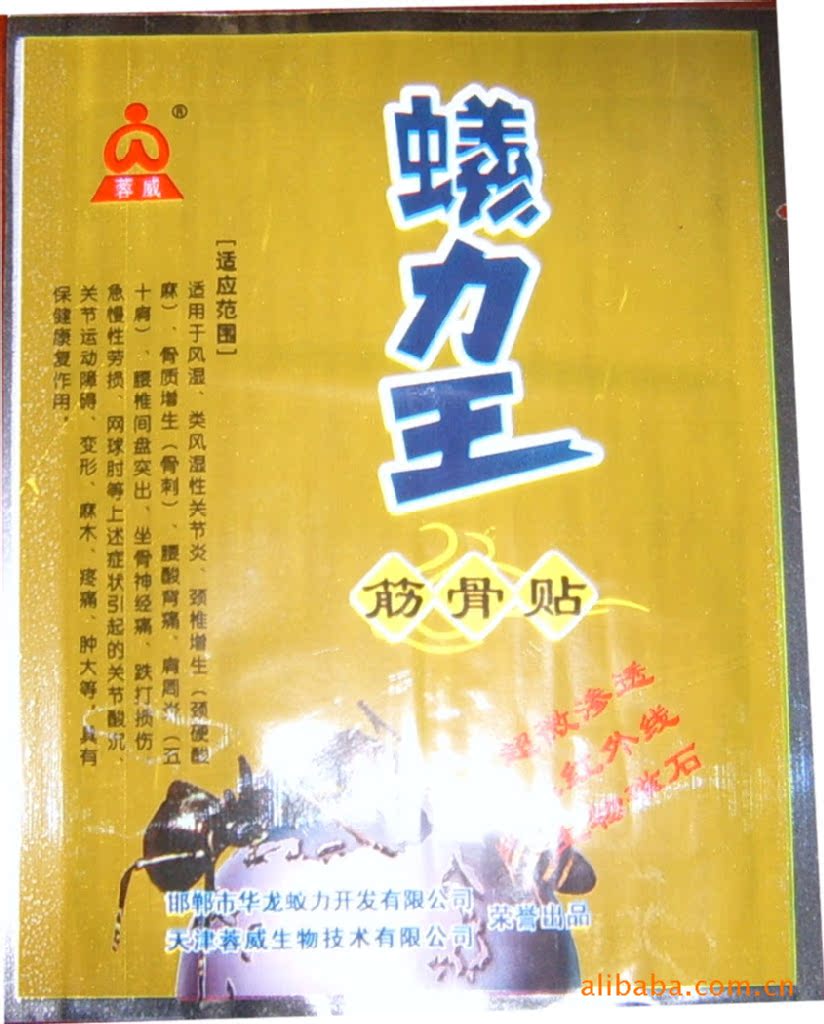 蓉威
®
蚁力王
筋骨贴
[适应范围]
适用于风湿、类风湿性关节炎、颈椎增生(颈硬酸
麻)、骨质增生(骨刺)、腰酸背痛、肩周炎(五
十肩)、腰椎间盘突出、坐骨神经痛、跌打损伤、
急慢性劳损、网球肘等上述症状引起的关节酸沉、
关节运动障碍、变形、麻木、疼痛、肿大等,具有
保健康复作用。
超微渗透
红外线
磁石
邯郸市华龙蚁力开发有限公司
天津蓉威生物技术有限公司
荣誉出品
alibaba.com.cn